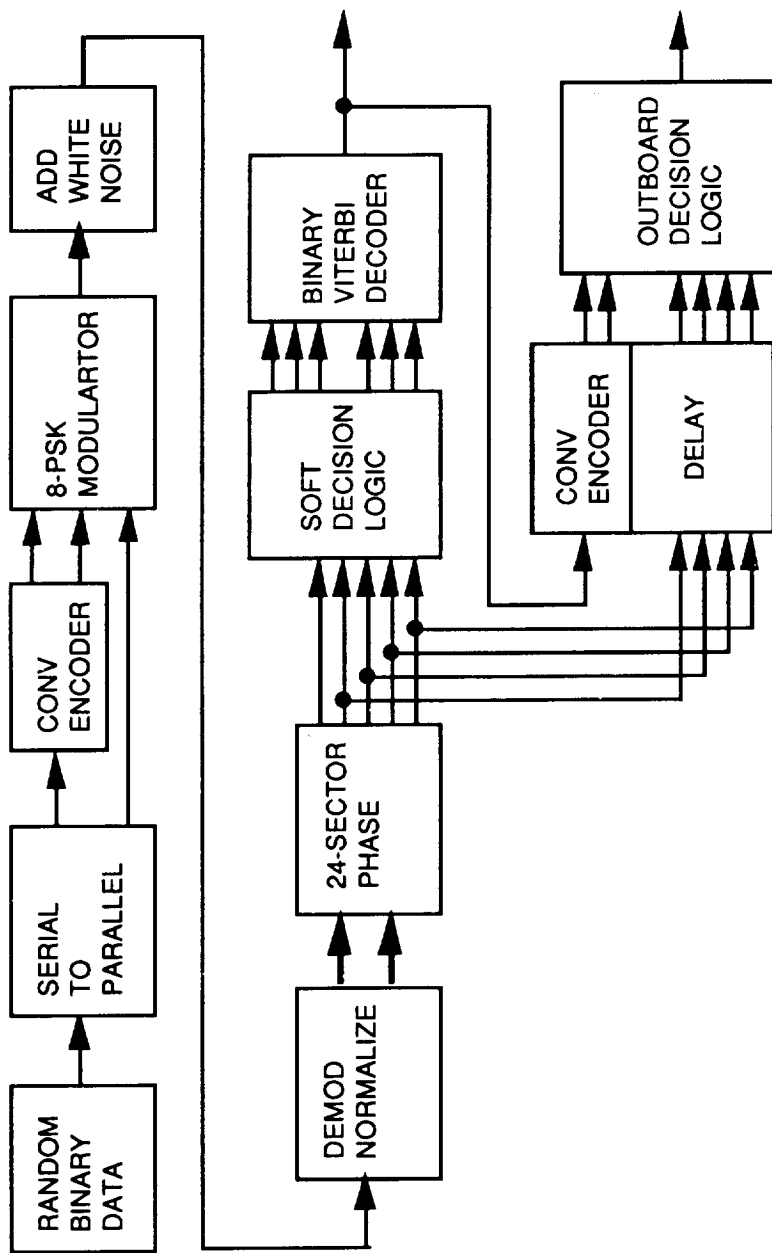 RANDOM
BINARY
DATA
SERIAL
TO
PARALLEL
CONV
ENCODER
8-PSK
MODULARTOR
ADD
WHITE
NOISE
DEMOD
NORMALIZE
24-SECTOR
PHASE
SOFT
DECISION
LOGIC
BINARY
VITERBI
DECODER
CONV
ENCODER
DELAY
OUTBOARD
DECISION
LOGIC